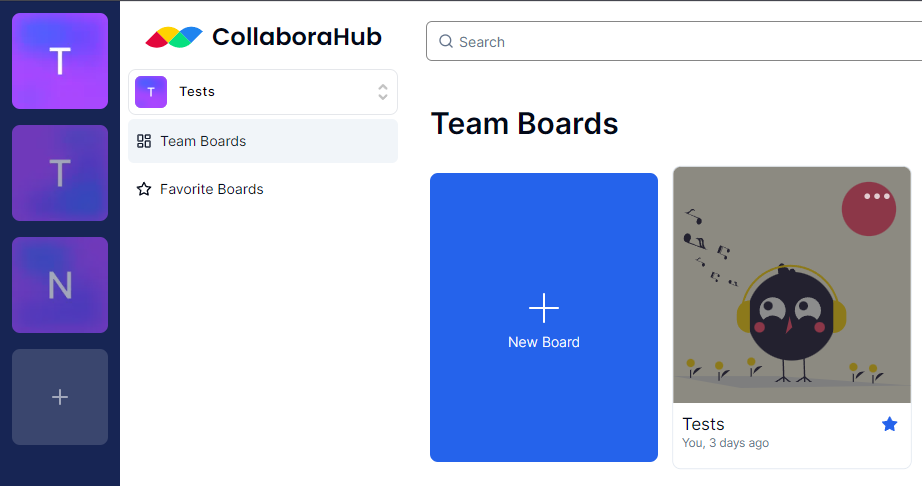 T
T
N
CollaboraHub
T
Tests
Team Boards
Favorite Boards
Search
Team Boards
New Board
Tests
You, 3 days ago